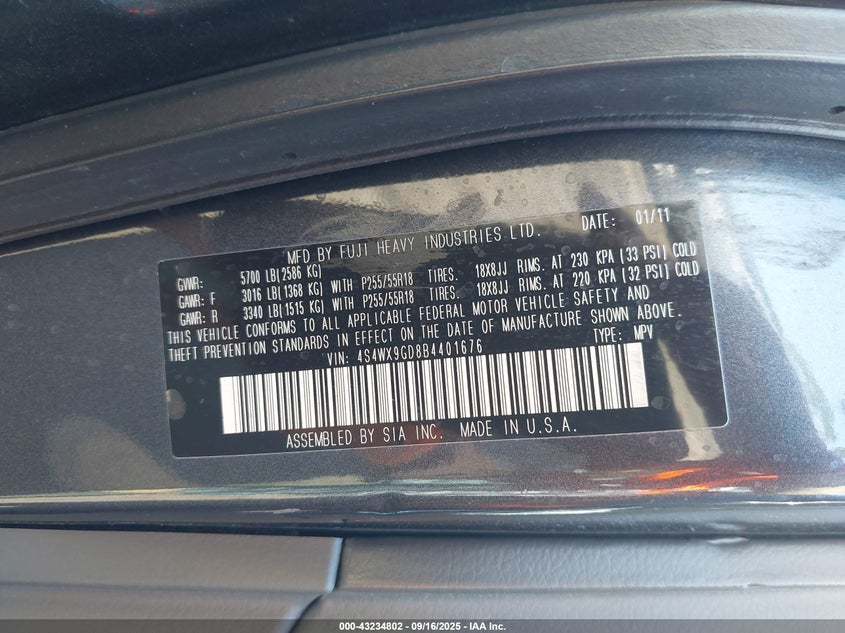 MFD BY FUJI HEAVY INDUSTRIES LTD. DATE: 01/11
GVWR: 5700 LB(2586 KG)
GAWR: F 3016 LB(1368 KG) WITH P255/55R18 TIRES. 18X8JJ RIMS. AT 230 KPA (33 PSI) COLD
GAWR: R 3340 LB(1515 KG) WITH P255/55R18 TIRES. 18X8JJ RIMS. AT 220 KPA (32 PSI) COLD
THIS VEHICLE CONFORMS TO ALL APPLICABLE FEDERAL MOTOR VEHICLE SAFETY AND
THEFT PREVENTION STANDARDS IN EFFECT ON THE DATE OF MANUFACTURE SHOWN ABOVE.
VIN: 4S4WX9GD8B4401676 TYPE: MPV
ASSEMBLED BY SIA INC. MADE IN U.S.A.
000-43234802 - 09/16/2025 - IAA Inc.